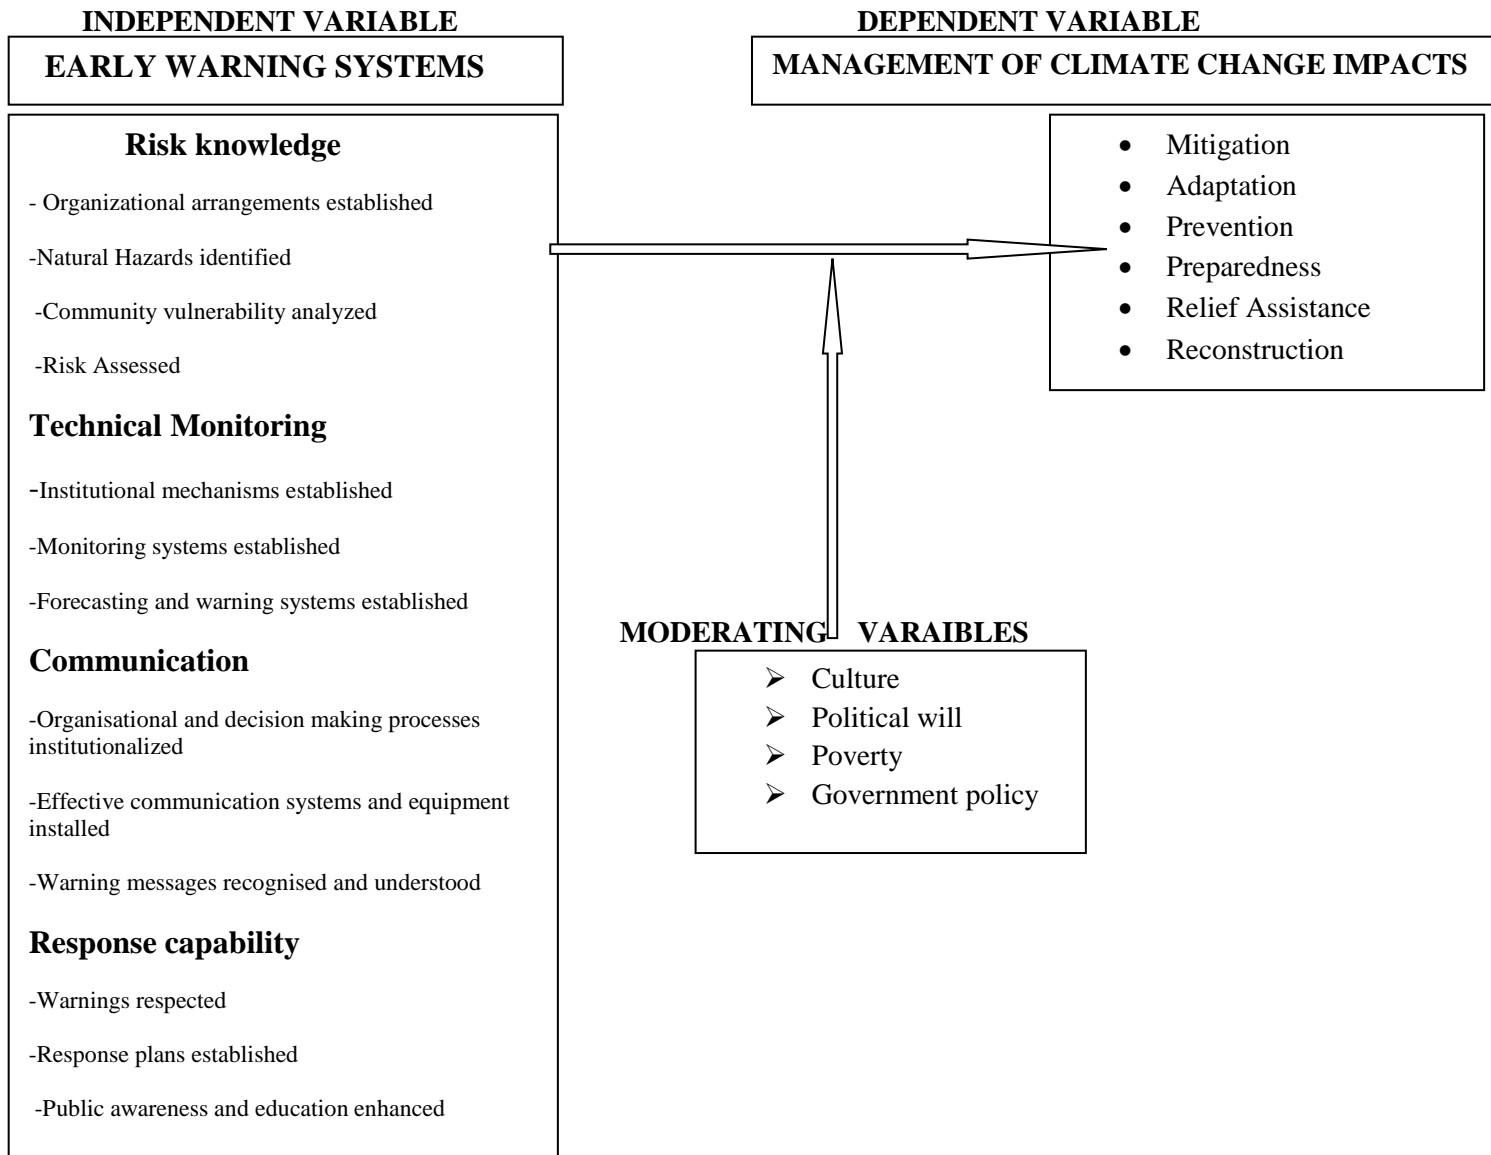 INDEPENDENT VARIABLE
EARLY WARNING SYSTEMS
Risk knowledge
- Organizational arrangements established
-Natural Hazards identified
-Community vulnerability analyzed
-Risk Assessed
Technical Monitoring
-Institutional mechanisms established
-Monitoring systems established
-Forecasting and warning systems established
Communication
-Organisational and decision making processes
institutionalized
-Effective communication systems and equipment
installed
-Warning messages recognised and understood
Response capability
-Warnings respected
-Response plans established
-Public awareness and education enhanced
DEPENDENT VARIABLE
MANAGEMENT OF CLIMATE CHANGE IMPACTS
• Mitigation
• Adaptation
• Prevention
• Preparedness
• Relief Assistance
• Reconstruction
MODERATING VARAIBLES
➢ Culture
➢ Political will
➢ Poverty
➢ Government policy